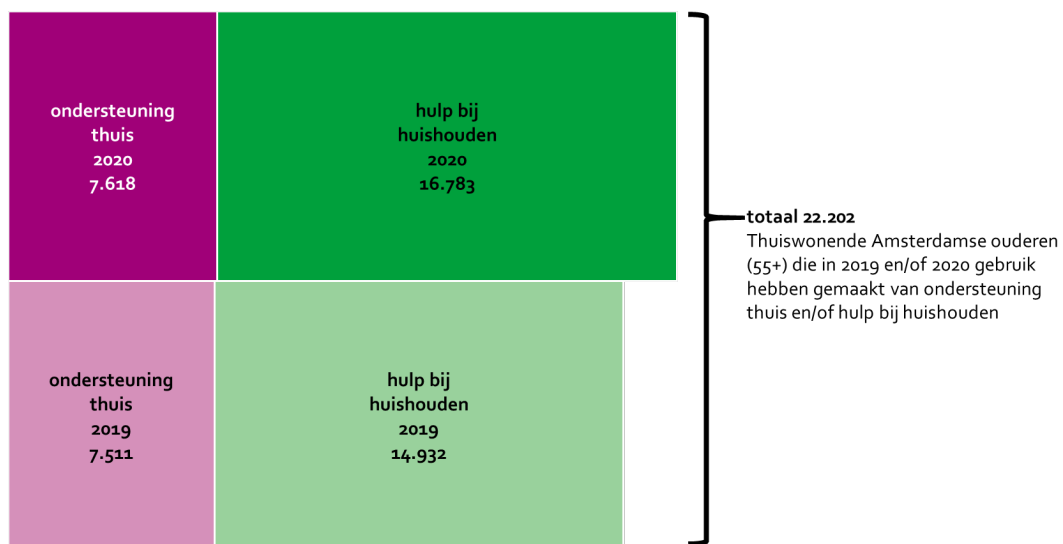 ondersteuning
thuis
2020
7.618
hulp bij
huishouden
2020
16.783
ondersteuning
thuis
2019
7.511
hulp bij
huishouden
2019
14.932
totaal 22.202
Thuiswonende Amsterdamse ouderen
(55+) die in 2019 en/of 2020 gebruik
hebben gemaakt van ondersteuning
thuis en/of hulp bij huishouden